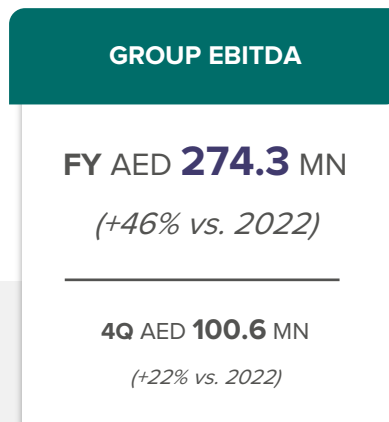 GROUP EBITDA
FY AED 274.3 MN
(+46% vs. 2022)
4Q AED 100.6 MN
(+22% vs. 2022)